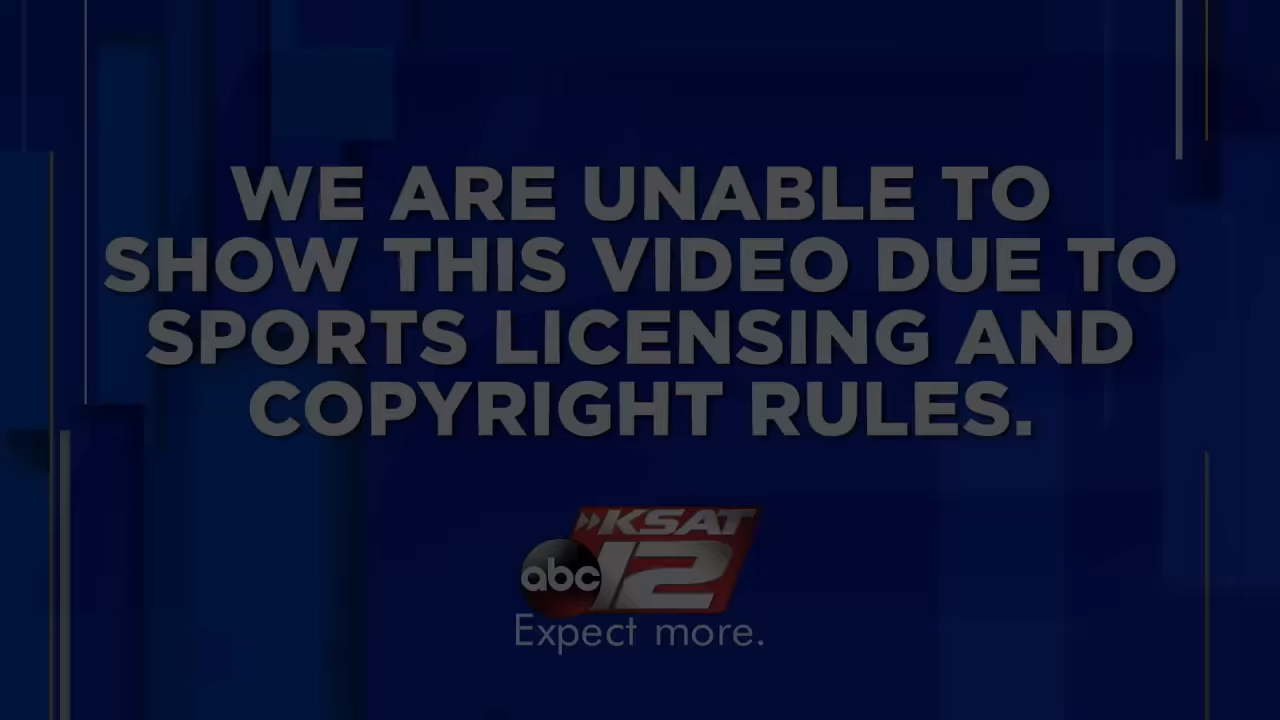 WE ARE UNABLE TO
SHOW THIS VIDEO DUE TO
SPORTS LICENSING AND
COPYRIGHT RULES.
KSAT
abc 12
Expect more.